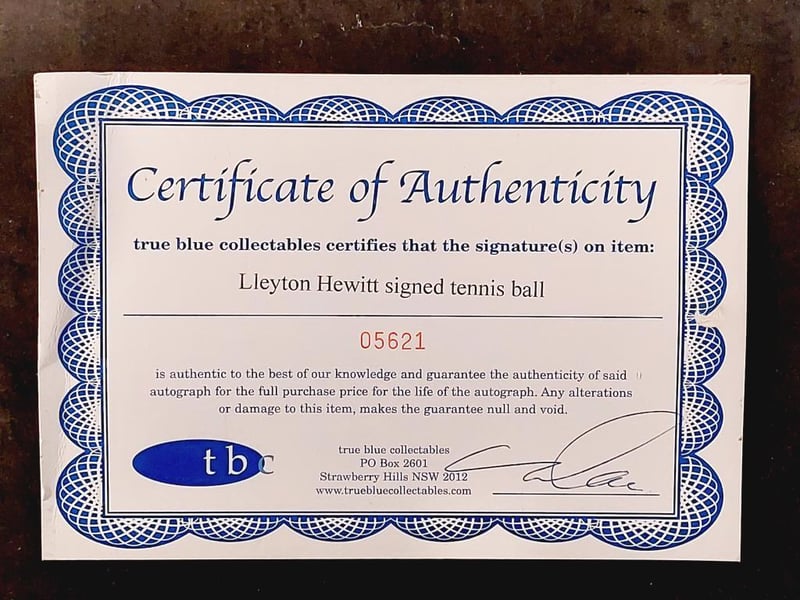 Certificate of Authenticity
true blue collectables certifies that the signature(s) on item:
Lleyton Hewitt signed tennis ball
05621
is authentic to the best of our knowledge and guarantee the authenticity of said
autograph for the full purchase price for the life of the autograph. Any alterations
or damage to this item, makes the guarantee null and void.
tbc
true blue collectables
PO Box 2601
Strawberry Hills NSW 2012
www.truebluecollectables.com